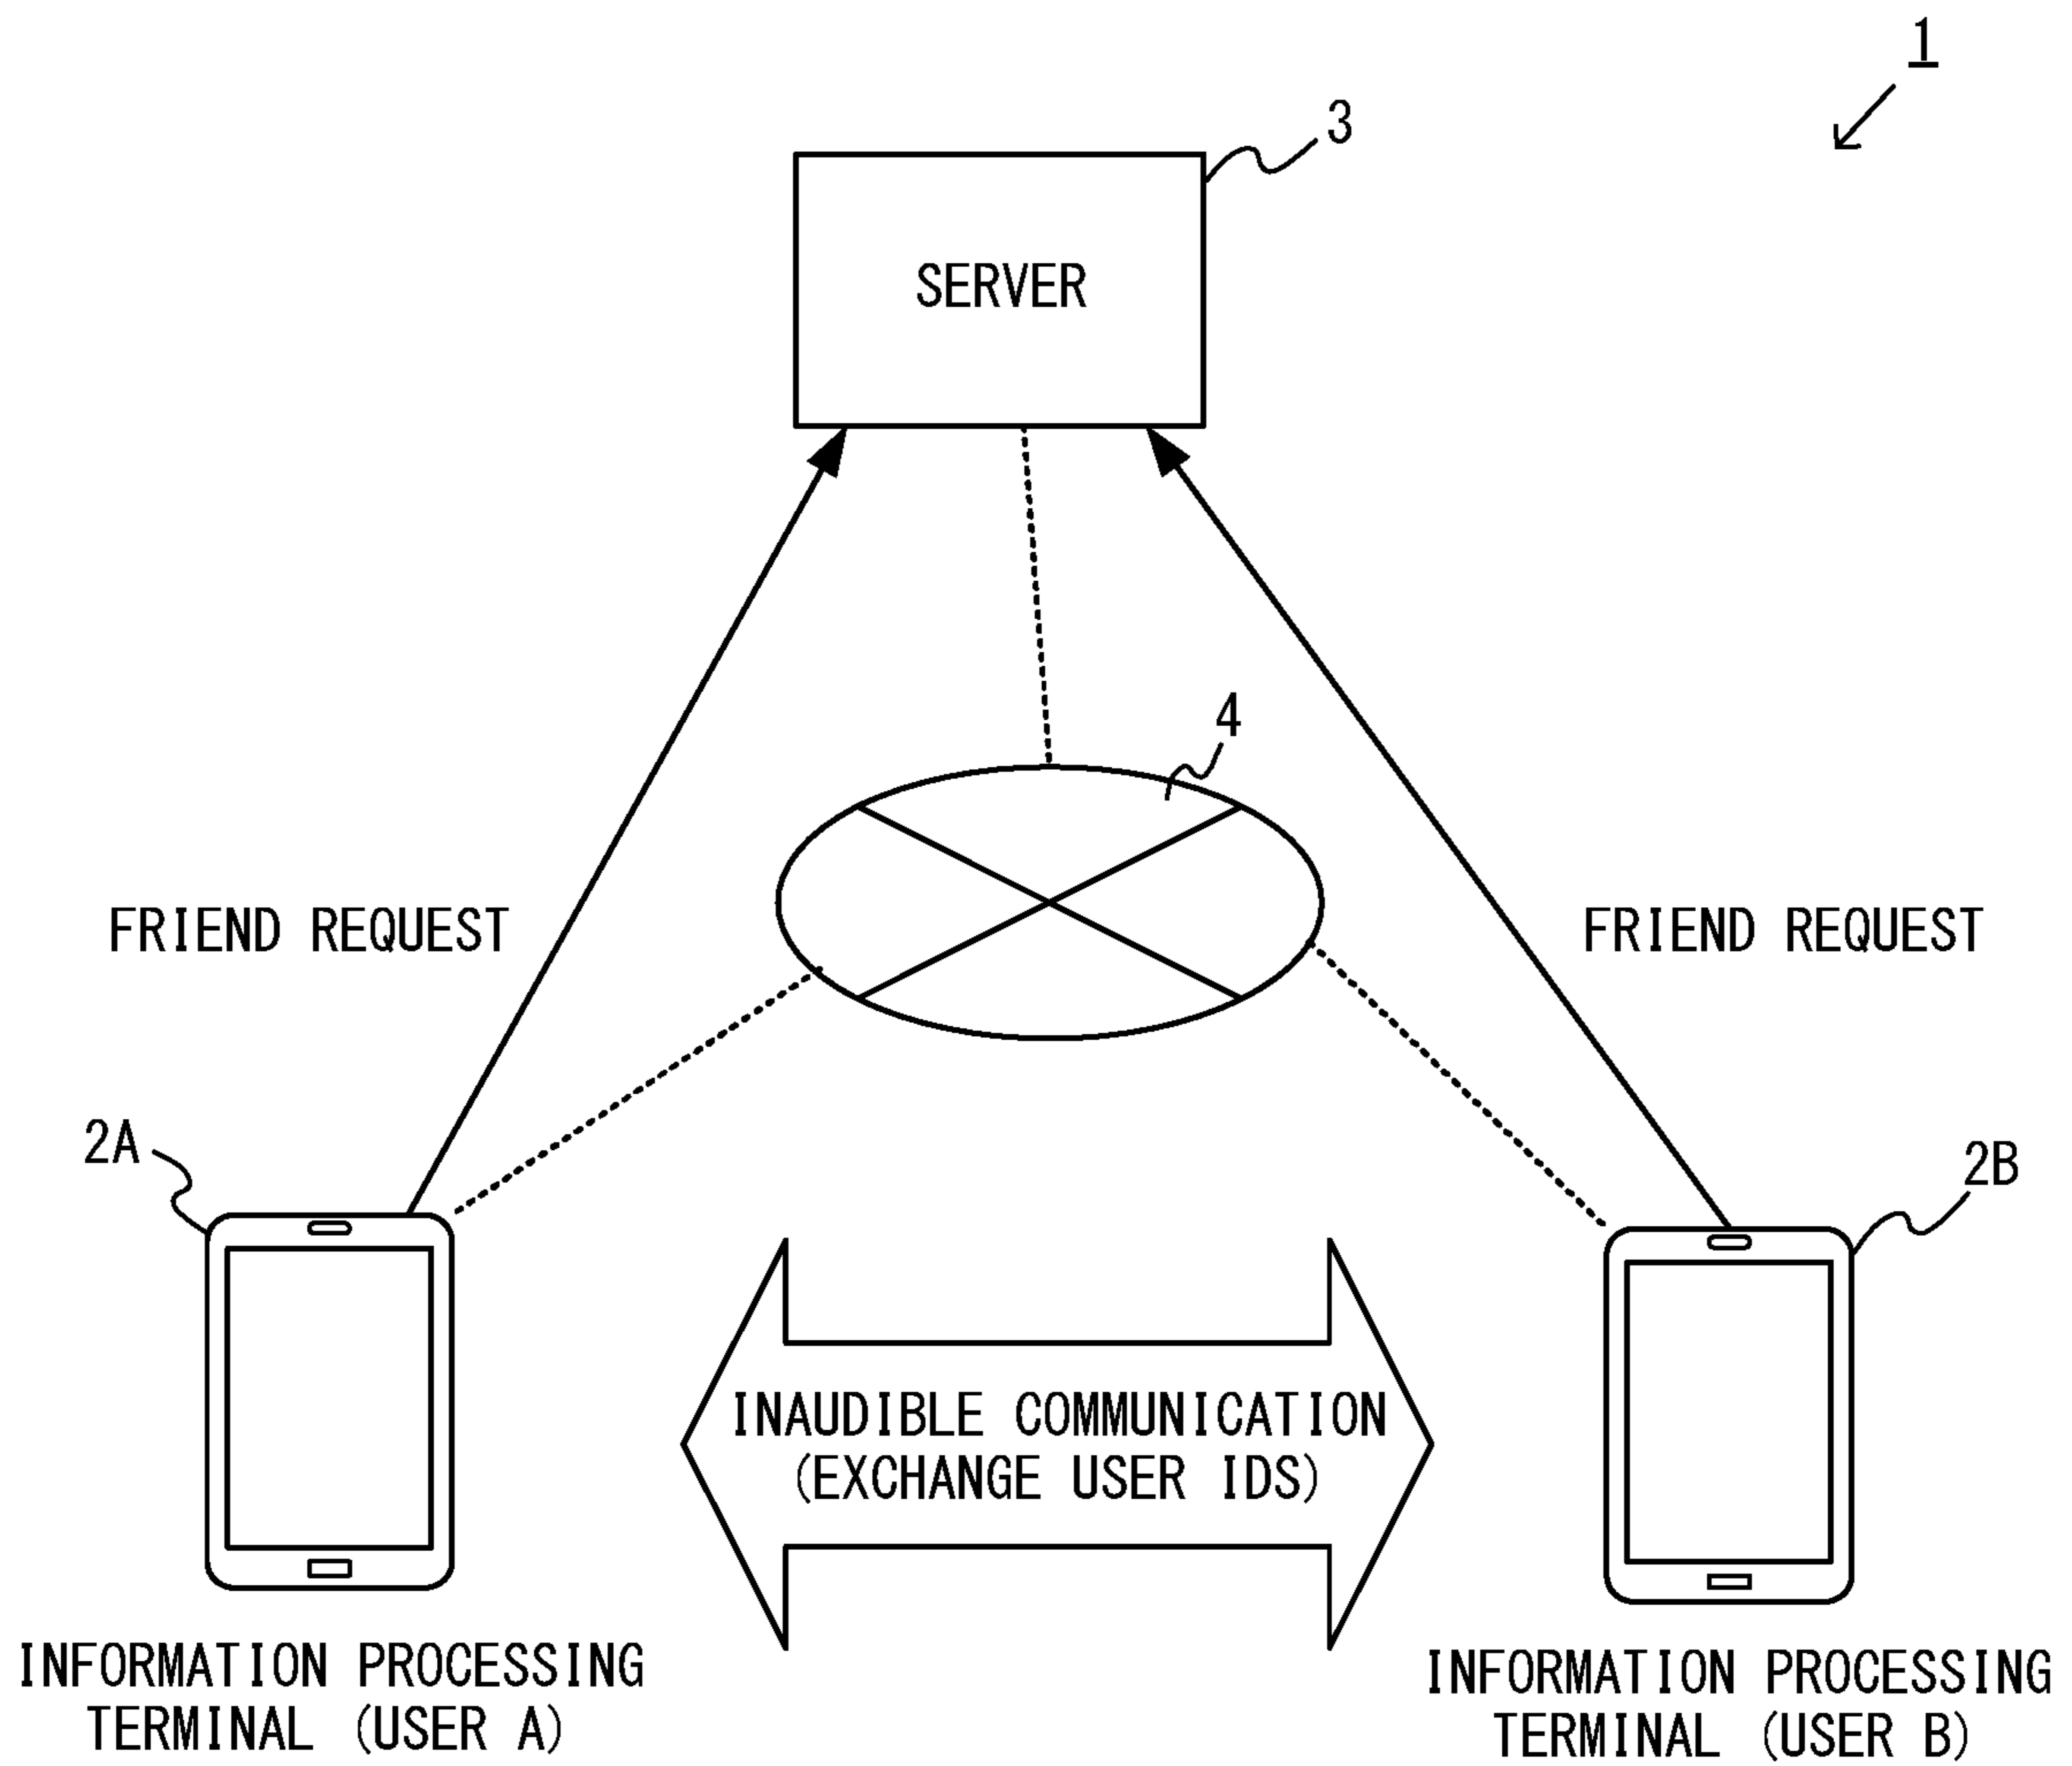 1
3
SERVER
4
FRIEND REQUEST
FRIEND REQUEST
2A
2B
INAUDIBLE COMMUNICATION
(EXCHANGE USER IDS)
INFORMATION PROCESSING
TERMINAL (USER A)
INFORMATION PROCESSING
TERMINAL (USER B)